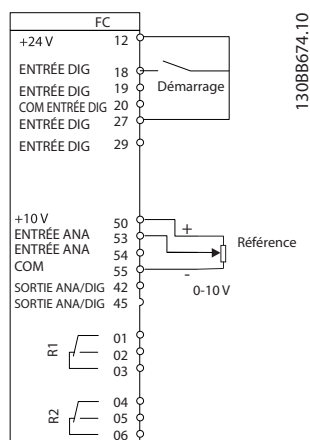 FC
+24 V 12
ENTRÉE DIG 18
ENTRÉE DIG 19
COM ENTRÉE DIG 20
ENTRÉE DIG 27
ENTRÉE DIG 29
Démarrage
+10 V 50
ENTRÉE ANA 53
ENTRÉE ANA 54
COM 55
SORTIE ANA/DIG 42
SORTIE ANA/DIG 45
+
-
Référence
0-10 V
R1
01
02
03
R2
04
05
06
130BB674.10